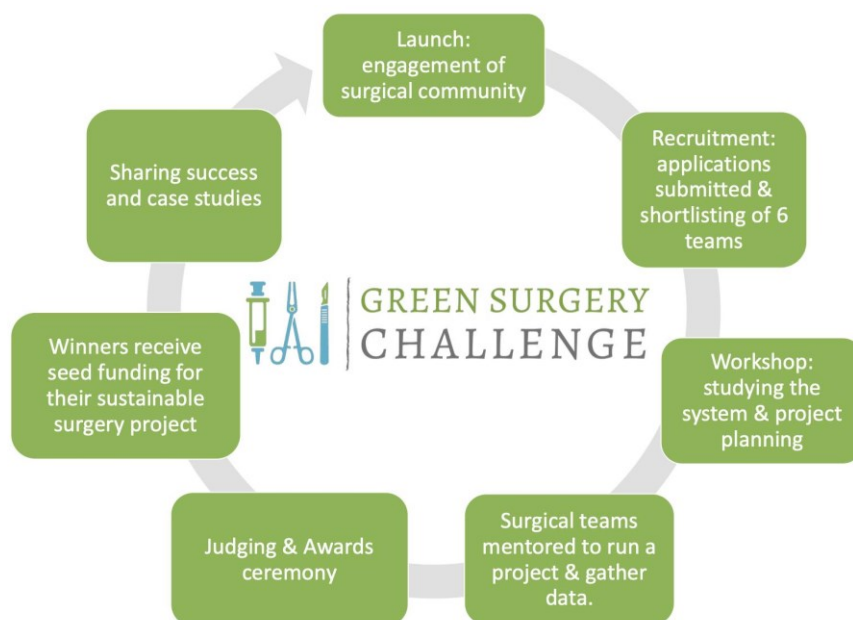 Launch:
engagement of
surgical community
Recruitment:
applications
submitted &
shortlisting of 6
teams
Workshop:
studying the
system & project
planning
Surgical teams
mentored to run a
project & gather
data.
Judging & Awards
ceremony
Winners receive
seed funding for
their sustainable
surgery project
Sharing success
and case studies
GREEN SURGERY
CHALLENGE